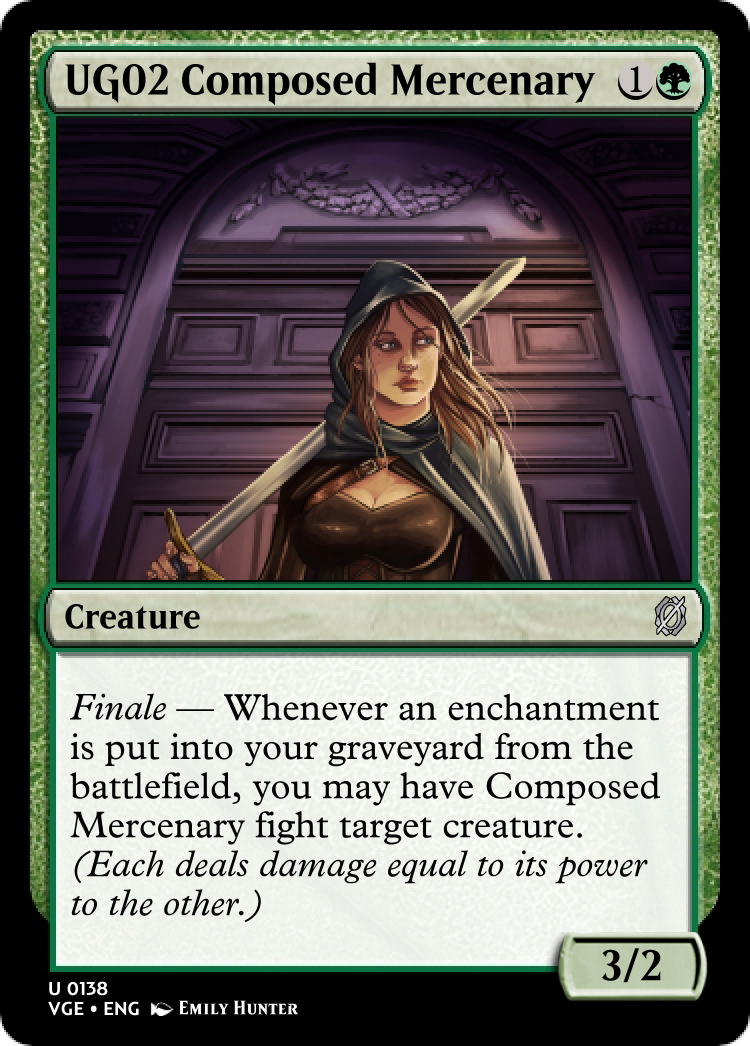 UG02 Composed Mercenary 1
Creature
Finale — Whenever an enchantment
is put into your graveyard from the
battlefield, you may have Composed
Mercenary fight target creature.
(Each deals damage equal to its power
to the other.)
3/2
U 0138
VGE • ENG Emily Hunter